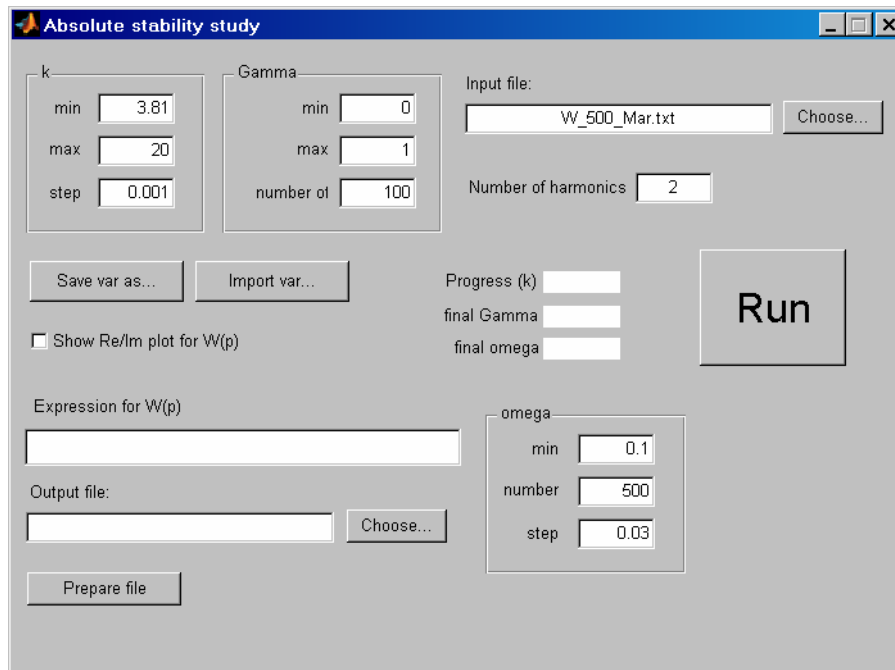 Absolute stability study
k
min 3.81
max 20
step 0.001
Gamma
min 0
max 1
number of 100
Input file:
W_500_Mar.txt Choose...
Number of harmonics 2
Save var as... Import var...
Progress (k)
final Gamma
final omega
Run
Show Re/Im plot for W(p)
Expression for W(p)
Output file:
Choose...
Prepare file
omega
min 0.1
number 500
step 0.03